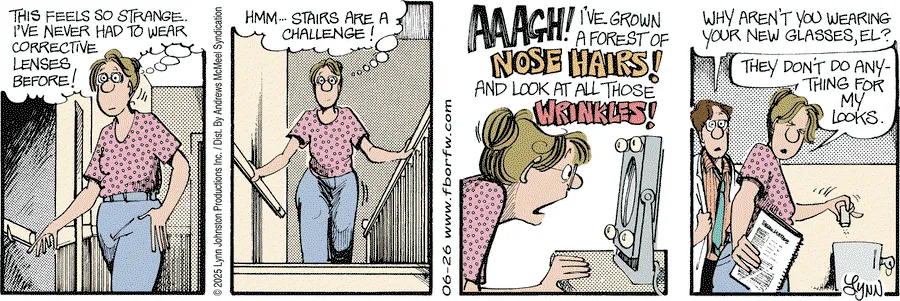 THIS FEELS SO STRANGE.
I'VE NEVER HAD TO WEAR
CORRECTIVE
LENSES
BEFORE!
© 2025 Lynn Johnston Productions Inc. / Dist. By Andrews McMeel Syndication
HMM... STAIRS ARE A
CHALLENGE!
06-26 www.fborfw.com
AAAGH! I'VE GROWN
A FOREST OF
NOSE HAIRS!
AND LOOK AT ALL THOSE
WRINKLES!
WHY AREN'T YOU WEARING
YOUR NEW GLASSES, EL?
THEY DON'T DO ANY-
THING FOR
MY
LOOKS.
LYNN